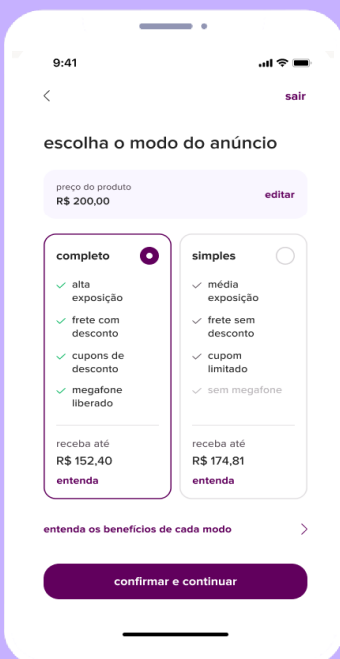 9:41
sair
escolha o modo do anúncio
preço do produto
R$ 200,00
editar
completo
alta
exposição
frete com
desconto
cupons de
desconto
megafone
liberado
receba até
R$ 152,40
entenda
simples
média
exposição
frete sem
desconto
cupom
limitado
sem megafone
receba até
R$ 174,81
entenda
entenda os benefícios de cada modo
confirmar e continuar